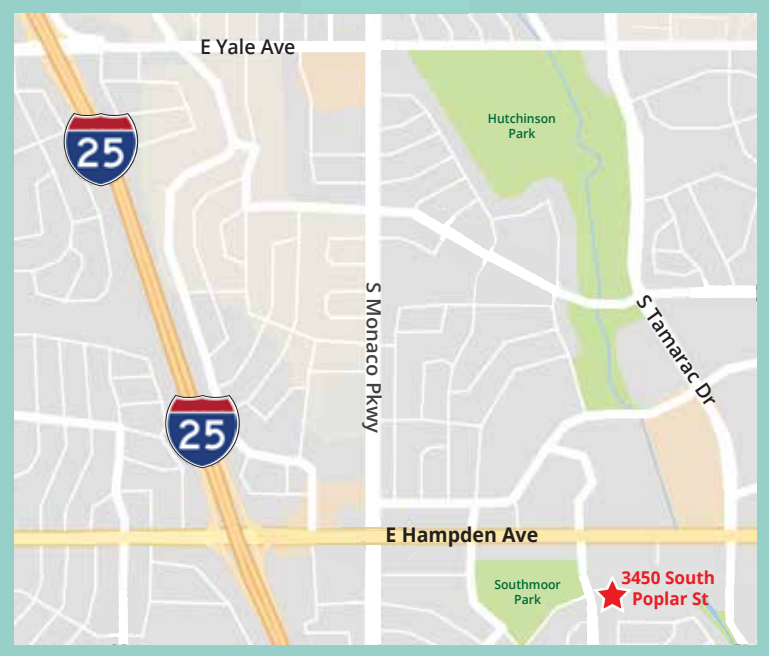 E Yale Ave
Hutchinson
Park
25
S Monaco Pkwy
S Tamarac Dr
25
E Hampden Ave
Southmoor
Park
3450 South
Poplar St